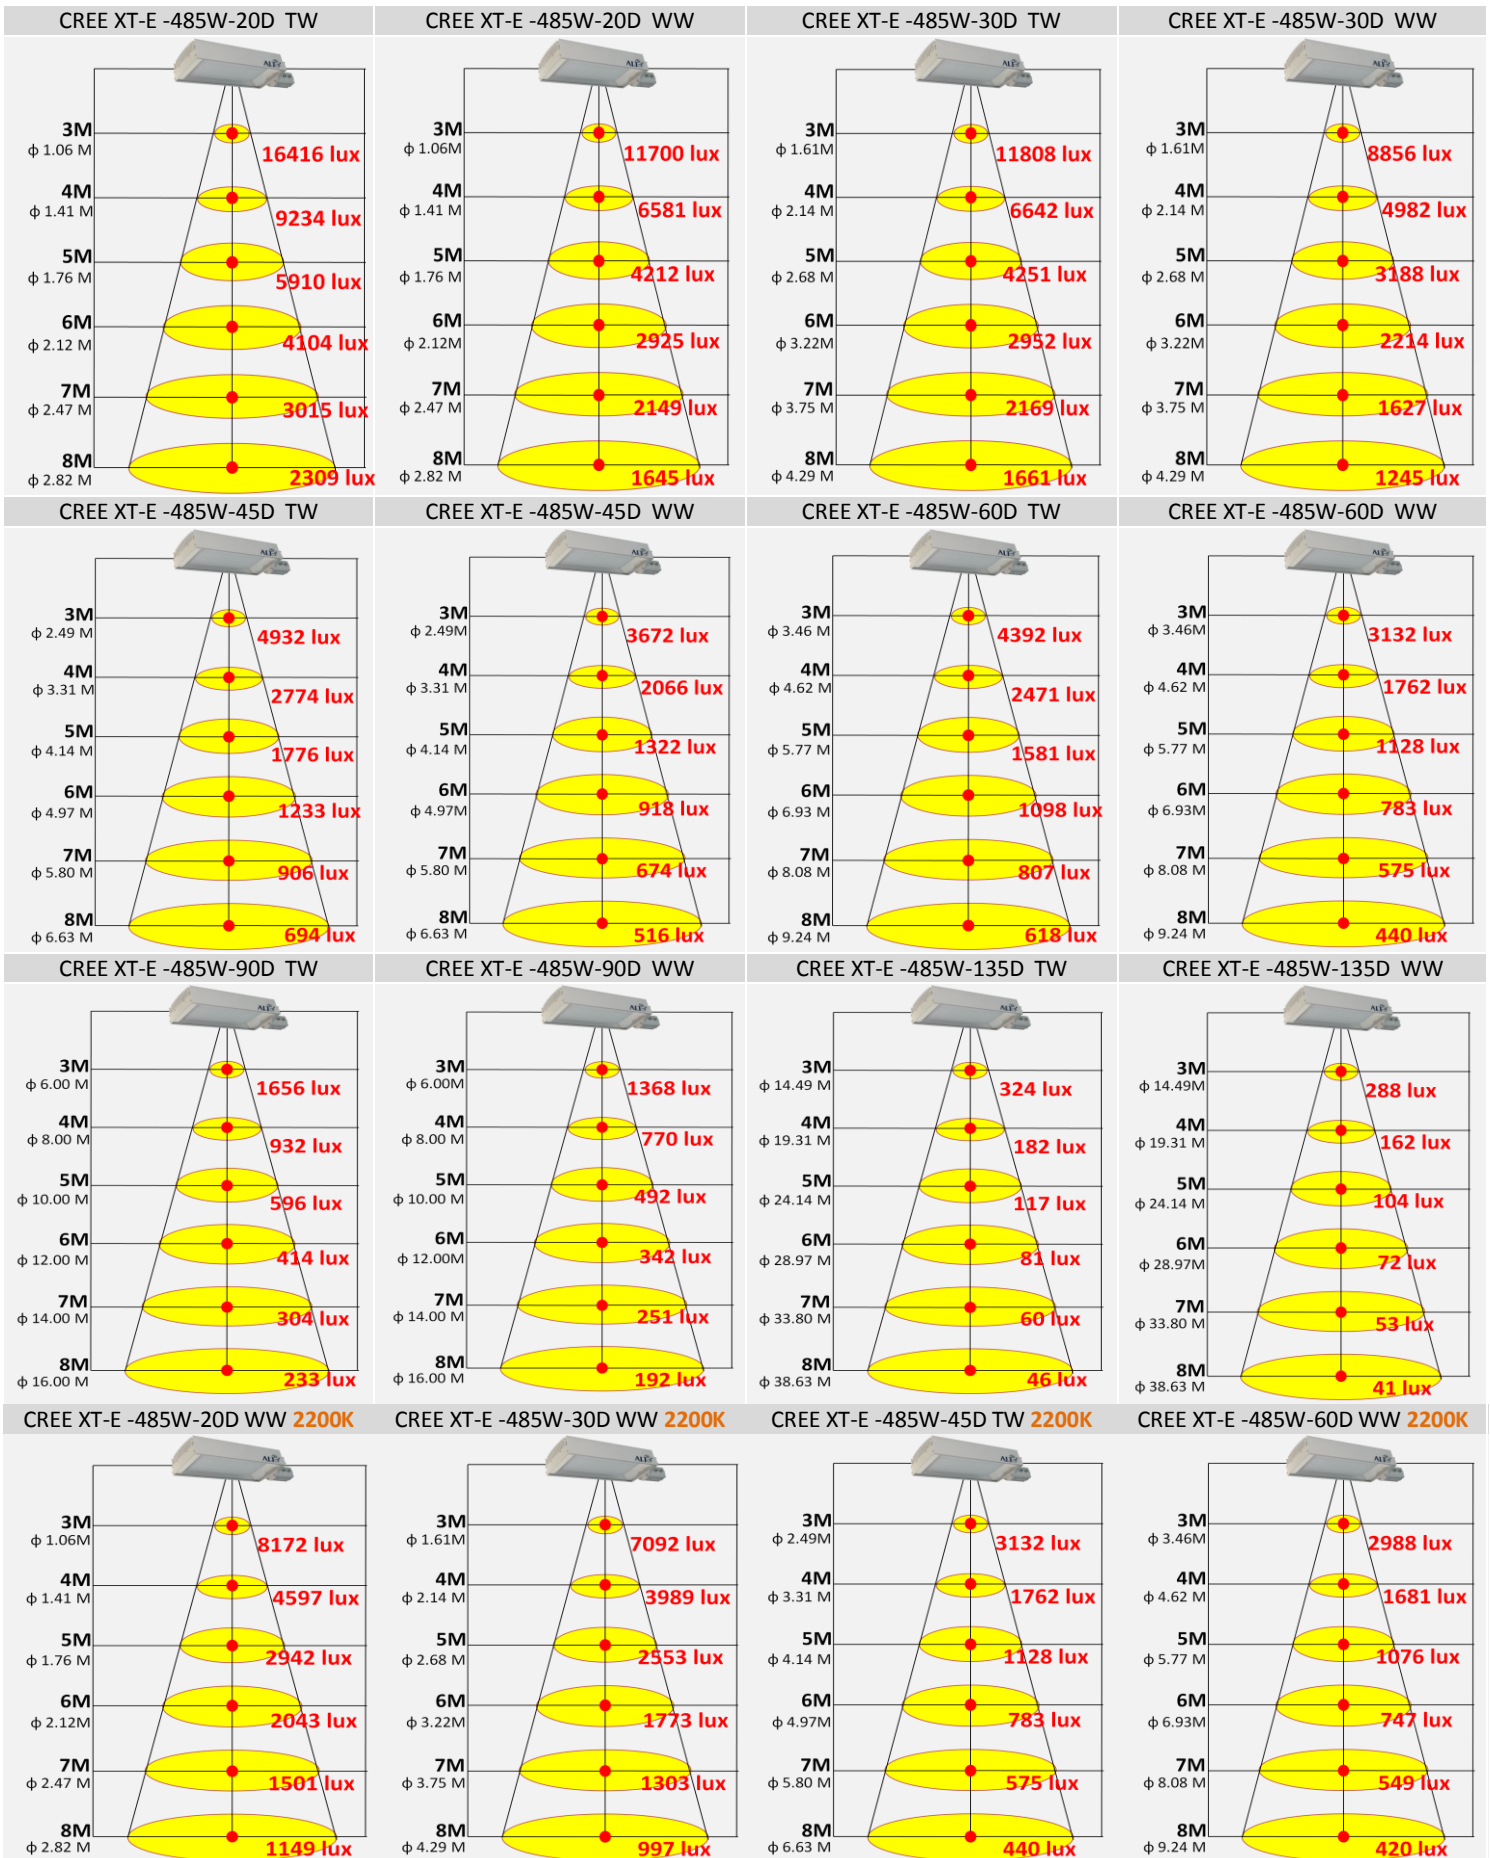 CREE XT-E -485W-20D TW
3M
ϕ 1.06 M
16416 lux
4M
ϕ 1.41 M
9234 lux
5M
ϕ 1.76 M
5910 lux
6M
ϕ 2.12 M
4104 lux
7M
ϕ 2.47 M
3015 lux
8M
ϕ 2.82 M
2309 lux
CREE XT-E -485W-20D WW
3M
ϕ 1.06M
11700 lux
4M
ϕ 1.41 M
6581 lux
5M
ϕ 1.76 M
4212 lux
6M
ϕ 2.12M
2925 lux
7M
ϕ 2.47 M
2149 lux
8M
ϕ 2.82 M
1645 lux
CREE XT-E -485W-30D TW
3M
ϕ 1.61M
11808 lux
4M
ϕ 2.14 M
6642 lux
5M
ϕ 2.68 M
4251 lux
6M
ϕ 3.22M
2952 lux
7M
ϕ 3.75 M
2169 lux
8M
ϕ 4.29 M
1661 lux
CREE XT-E -485W-30D WW
3M
ϕ 1.61M
8856 lux
4M
ϕ 2.14 M
4982 lux
5M
ϕ 2.68 M
3188 lux
6M
ϕ 3.22M
2214 lux
7M
ϕ 3.75 M
1627 lux
8M
ϕ 4.29 M
1245 lux
CREE XT-E -485W-45D TW
3M
ϕ 2.49 M
4932 lux
4M
ϕ 3.31 M
2774 lux
5M
ϕ 4.14 M
1776 lux
6M
ϕ 4.97 M
1233 lux
7M
ϕ 5.80 M
906 lux
8M
ϕ 6.63 M
694 lux
CREE XT-E -485W-45D WW
3M
ϕ 2.49M
3672 lux
4M
ϕ 3.31 M
2066 lux
5M
ϕ 4.14 M
1322 lux
6M
ϕ 4.97M
918 lux
7M
ϕ 5.80 M
674 lux
8M
ϕ 6.63 M
516 lux
CREE XT-E -485W-60D TW
3M
ϕ 3.46 M
4392 lux
4M
ϕ 4.62 M
2471 lux
5M
ϕ 5.77 M
1581 lux
6M
ϕ 6.93 M
1098 lux
7M
ϕ 8.08 M
807 lux
8M
ϕ 9.24 M
618 lux
CREE XT-E -485W-60D WW
3M
ϕ 3.46M
3132 lux
4M
ϕ 4.62 M
1762 lux
5M
ϕ 5.77 M
1128 lux
6M
ϕ 6.93M
783 lux
7M
ϕ 8.08 M
575 lux
8M
ϕ 9.24 M
440 lux
CREE XT-E -485W-90D TW
3M
ϕ 6.00 M
1656 lux
4M
ϕ 8.00 M
932 lux
5M
ϕ 10.00 M
596 lux
6M
ϕ 12.00 M
414 lux
7M
ϕ 14.00 M
304 lux
8M
ϕ 16.00 M
233 lux
CREE XT-E -485W-90D WW
3M
ϕ 6.00M
1368 lux
4M
ϕ 8.00 M
770 lux
5M
ϕ 10.00 M
492 lux
6M
ϕ 12.00M
342 lux
7M
ϕ 14.00 M
251 lux
8M
ϕ 16.00 M
192 lux
CREE XT-E -485W-135D TW
3M
ϕ 14.49 M
324 lux
4M
ϕ 19.31 M
182 lux
5M
ϕ 24.14 M
117 lux
6M
ϕ 28.97 M
81 lux
7M
ϕ 33.80 M
60 lux
8M
ϕ 38.63 M
46 lux
CREE XT-E -485W-135D WW
3M
ϕ 14.49M
288 lux
4M
ϕ 19.31 M
162 lux
5M
ϕ 24.14 M
104 lux
6M
ϕ 28.97M
72 lux
7M
ϕ 33.80 M
53 lux
8M
ϕ 38.63 M
41 lux
CREE XT-E -485W-20D WW 2200K
3M
ϕ 1.06M
8172 lux
4M
ϕ 1.41 M
4597 lux
5M
ϕ 1.76 M
2942 lux
6M
ϕ 2.12M
2043 lux
7M
ϕ 2.47 M
1501 lux
8M
ϕ 2.82 M
1149 lux
CREE XT-E -485W-30D WW 2200K
3M
ϕ 1.61M
7092 lux
4M
ϕ 2.14 M
3989 lux
5M
ϕ 2.68 M
2553 lux
6M
ϕ 3.22M
1773 lux
7M
ϕ 3.75 M
1303 lux
8M
ϕ 4.29 M
997 lux
CREE XT-E -485W-45D TW 2200K
3M
ϕ 2.49M
3132 lux
4M
ϕ 3.31 M
1762 lux
5M
ϕ 4.14 M
1128 lux
6M
ϕ 4.97M
783 lux
7M
ϕ 5.80 M
575 lux
8M
ϕ 6.63 M
440 lux
CREE XT-E -485W-60D WW 2200K
3M
ϕ 3.46M
2988 lux
4M
ϕ 4.62 M
1681 lux
5M
ϕ 5.77 M
1076 lux
6M
ϕ 6.93M
747 lux
7M
ϕ 8.08 M
549 lux
8M
ϕ 9.24 M
420 lux